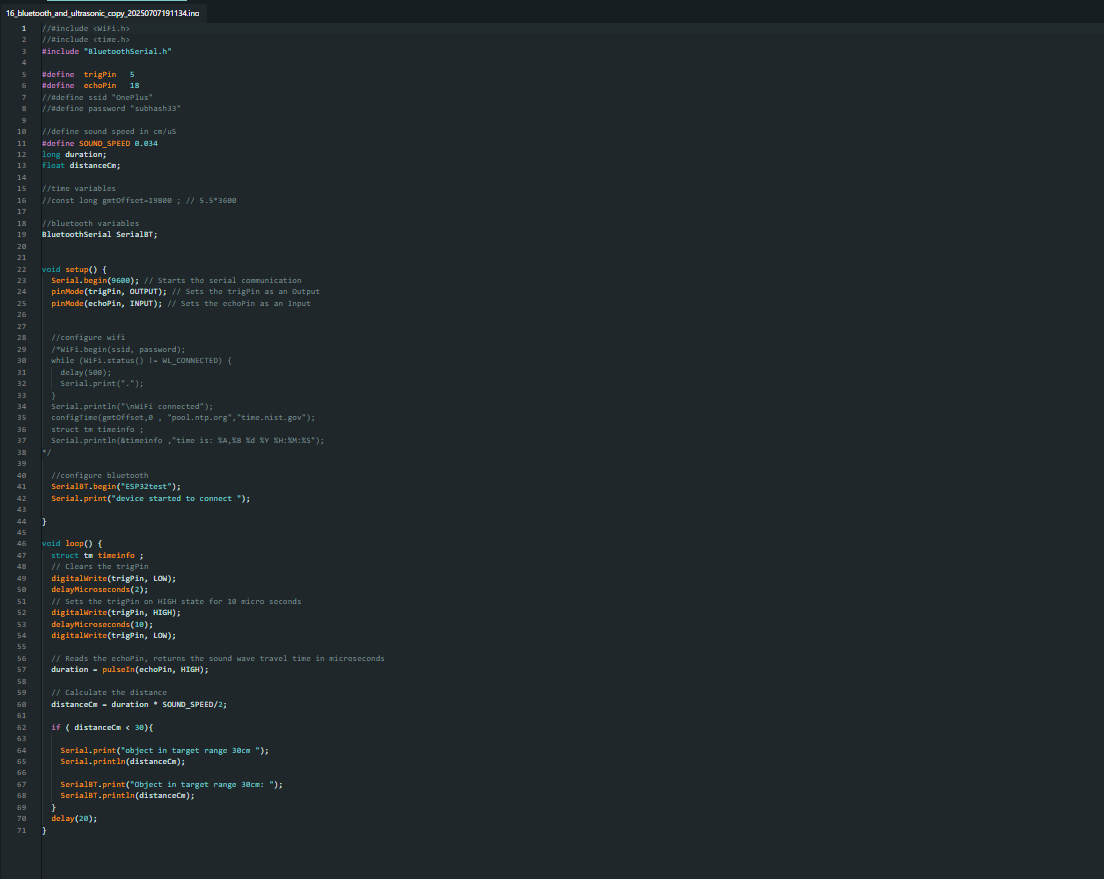 16_bluetooth_and_ultrasonic_copy_20250707191134.ino
1 //#include <WiFi.h>
2 //#include <time.h>
3 #include "BluetoothSerial.h"
4
5 #define  trigPin   5
6 #define  echoPin   18
7 //#define ssid "OnePlus"
8 //#define password "subhash33"
9
10 //define sound speed in cm/uS
11 #define SOUND_SPEED 0.034
12 long duration;
13 float distanceCm;
14
15 //time variables
16 //const long gmtOffset=19800 ; // 5.5*3600
17
18 //bluetooth variables
19 BluetoothSerial SerialBT;
20
21
22 void setup() {
23   Serial.begin(9600); // Starts the serial communication
24   pinMode(trigPin, OUTPUT); // Sets the trigPin as an Output
25   pinMode(echoPin, INPUT); // Sets the echoPin as an Input
26
27
28   //configure wifi
29   /*WiFi.begin(ssid, password);
30   while (WiFi.status() != WL_CONNECTED) {
31     delay(500);
32     Serial.print(".");
33   }
34   Serial.println("\nWiFi connected");
35   configTime(gmtOffset,0 , "pool.ntp.org","time.nist.gov");
36   struct tm timeinfo ;
37   Serial.println(&timeinfo ,"time is: %A,%B %d %Y %H:%M:%S");
38 */
39
40   //configure bluetooth
41   SerialBT.begin("ESP32test");
42   Serial.print("device started to connect ");
43
44 }
45
46 void loop() {
47   struct tm timeinfo ;
48   // Clears the trigPin
49   digitalWrite(trigPin, LOW);
50   delayMicroseconds(2);
51   // Sets the trigPin on HIGH state for 10 micro seconds
52   digitalWrite(trigPin, HIGH);
53   delayMicroseconds(10);
54   digitalWrite(trigPin, LOW);
55
56   // Reads the echoPin, returns the sound wave travel time in microseconds
57   duration = pulseIn(echoPin, HIGH);
58
59   // Calculate the distance
60   distanceCm = duration * SOUND_SPEED/2;
61
62   if ( distanceCm < 30){
63
64     Serial.print("object in target range 30cm ");
65     Serial.println(distanceCm);
66
67     SerialBT.print("Object in target range 30cm: ");
68     SerialBT.println(distanceCm);
69   }
70   delay(20);
71 }